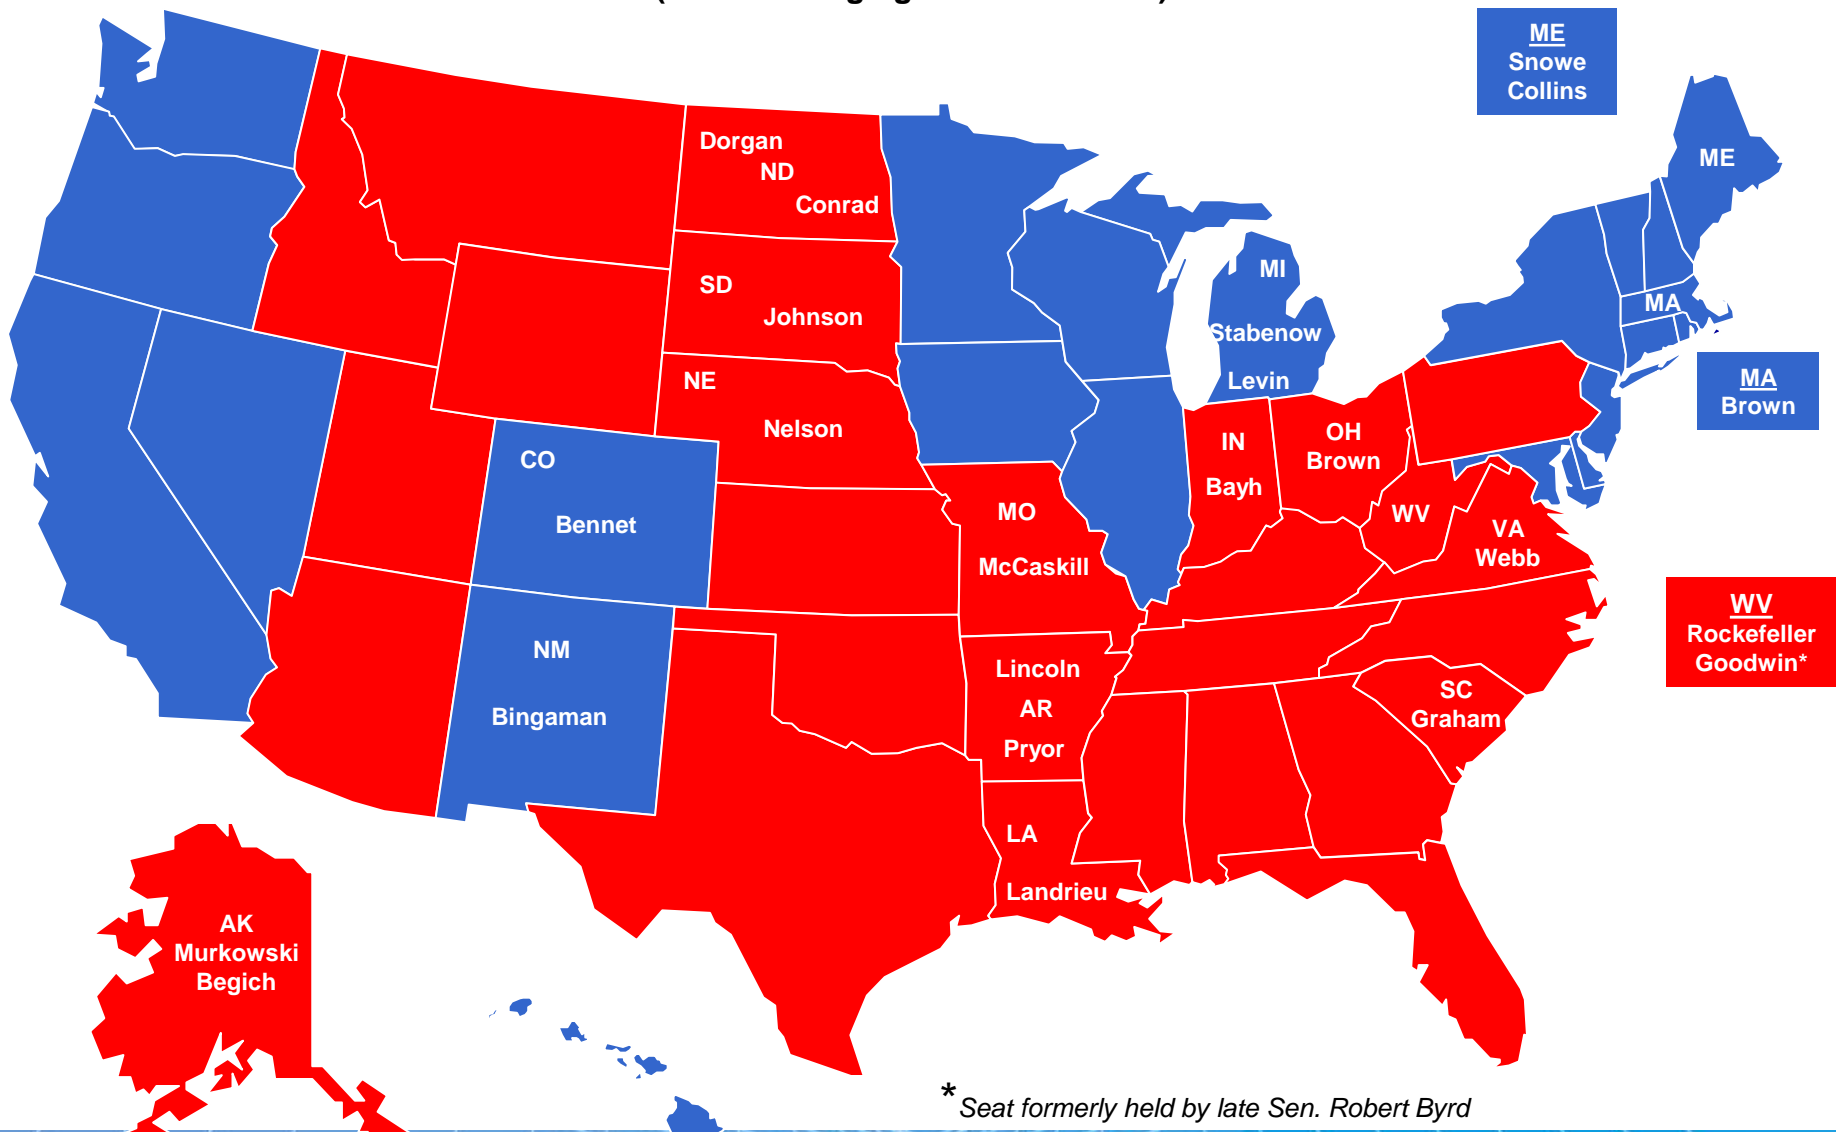 ME
Snowe
Collins
Dorgan
ND
Conrad
ME
SD
Johnson
MI
Stabenow
Levin
MA
MA
Brown
NE
Nelson
CO
Bennet
IN
Bayh
OH
Brown
MO
McCaskill
WV
VA
Webb
WV
Rockefeller
Goodwin*
NM
Bingaman
Lincoln
AR
Pryor
SC
Graham
LA
Landrieu
AK
Murkowski
Begich
*Seat formerly held by late Sen. Robert Byrd